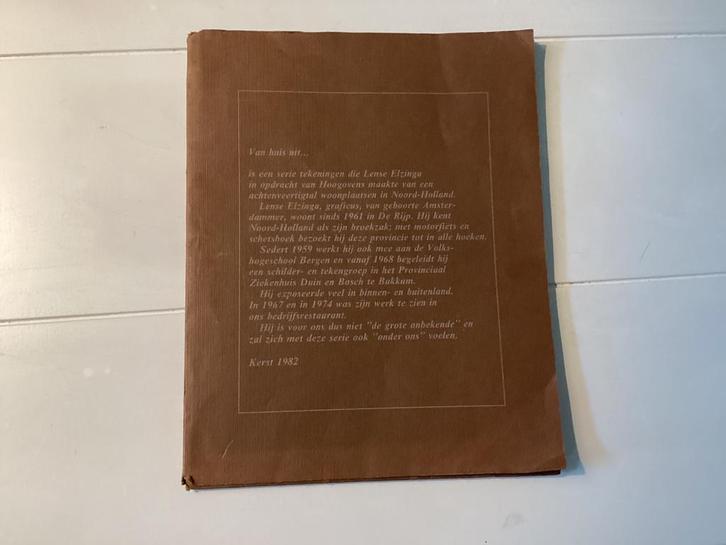 Van huis uit...
is een serie tekeningen die Lense Elzinga
in opdracht van Hoogovens maakte van een
achtenveertigtal woonplaatsen in Noord-Holland.
Lense Elzinga, graficus, van geboorte Amster-
dammer, woont sinds 1961 in De Rijp. Hij kent
Noord-Holland als zijn broekzak; met motorfiets en
schetsboek bezoekt hij deze provincie tot in alle hoeken.
Sedert 1959 werkt hij ook mee aan de Volks-
hogeschool Bergen en vanaf 1968 begeleidt hij
een schilder- en tekengroep in het Provinciaal
Ziekenhuis Duin en Bosch te Bakkum.
Hij exposeerde veel in binnen- en buitenland.
In 1967 en in 1974 was zijn werk te zien in
ons bedrijfsrestaurant.
Hij is voor ons dus niet "de grote onbekende" en
zal zich met deze serie ook "onder ons" voelen.
Kerst 1982